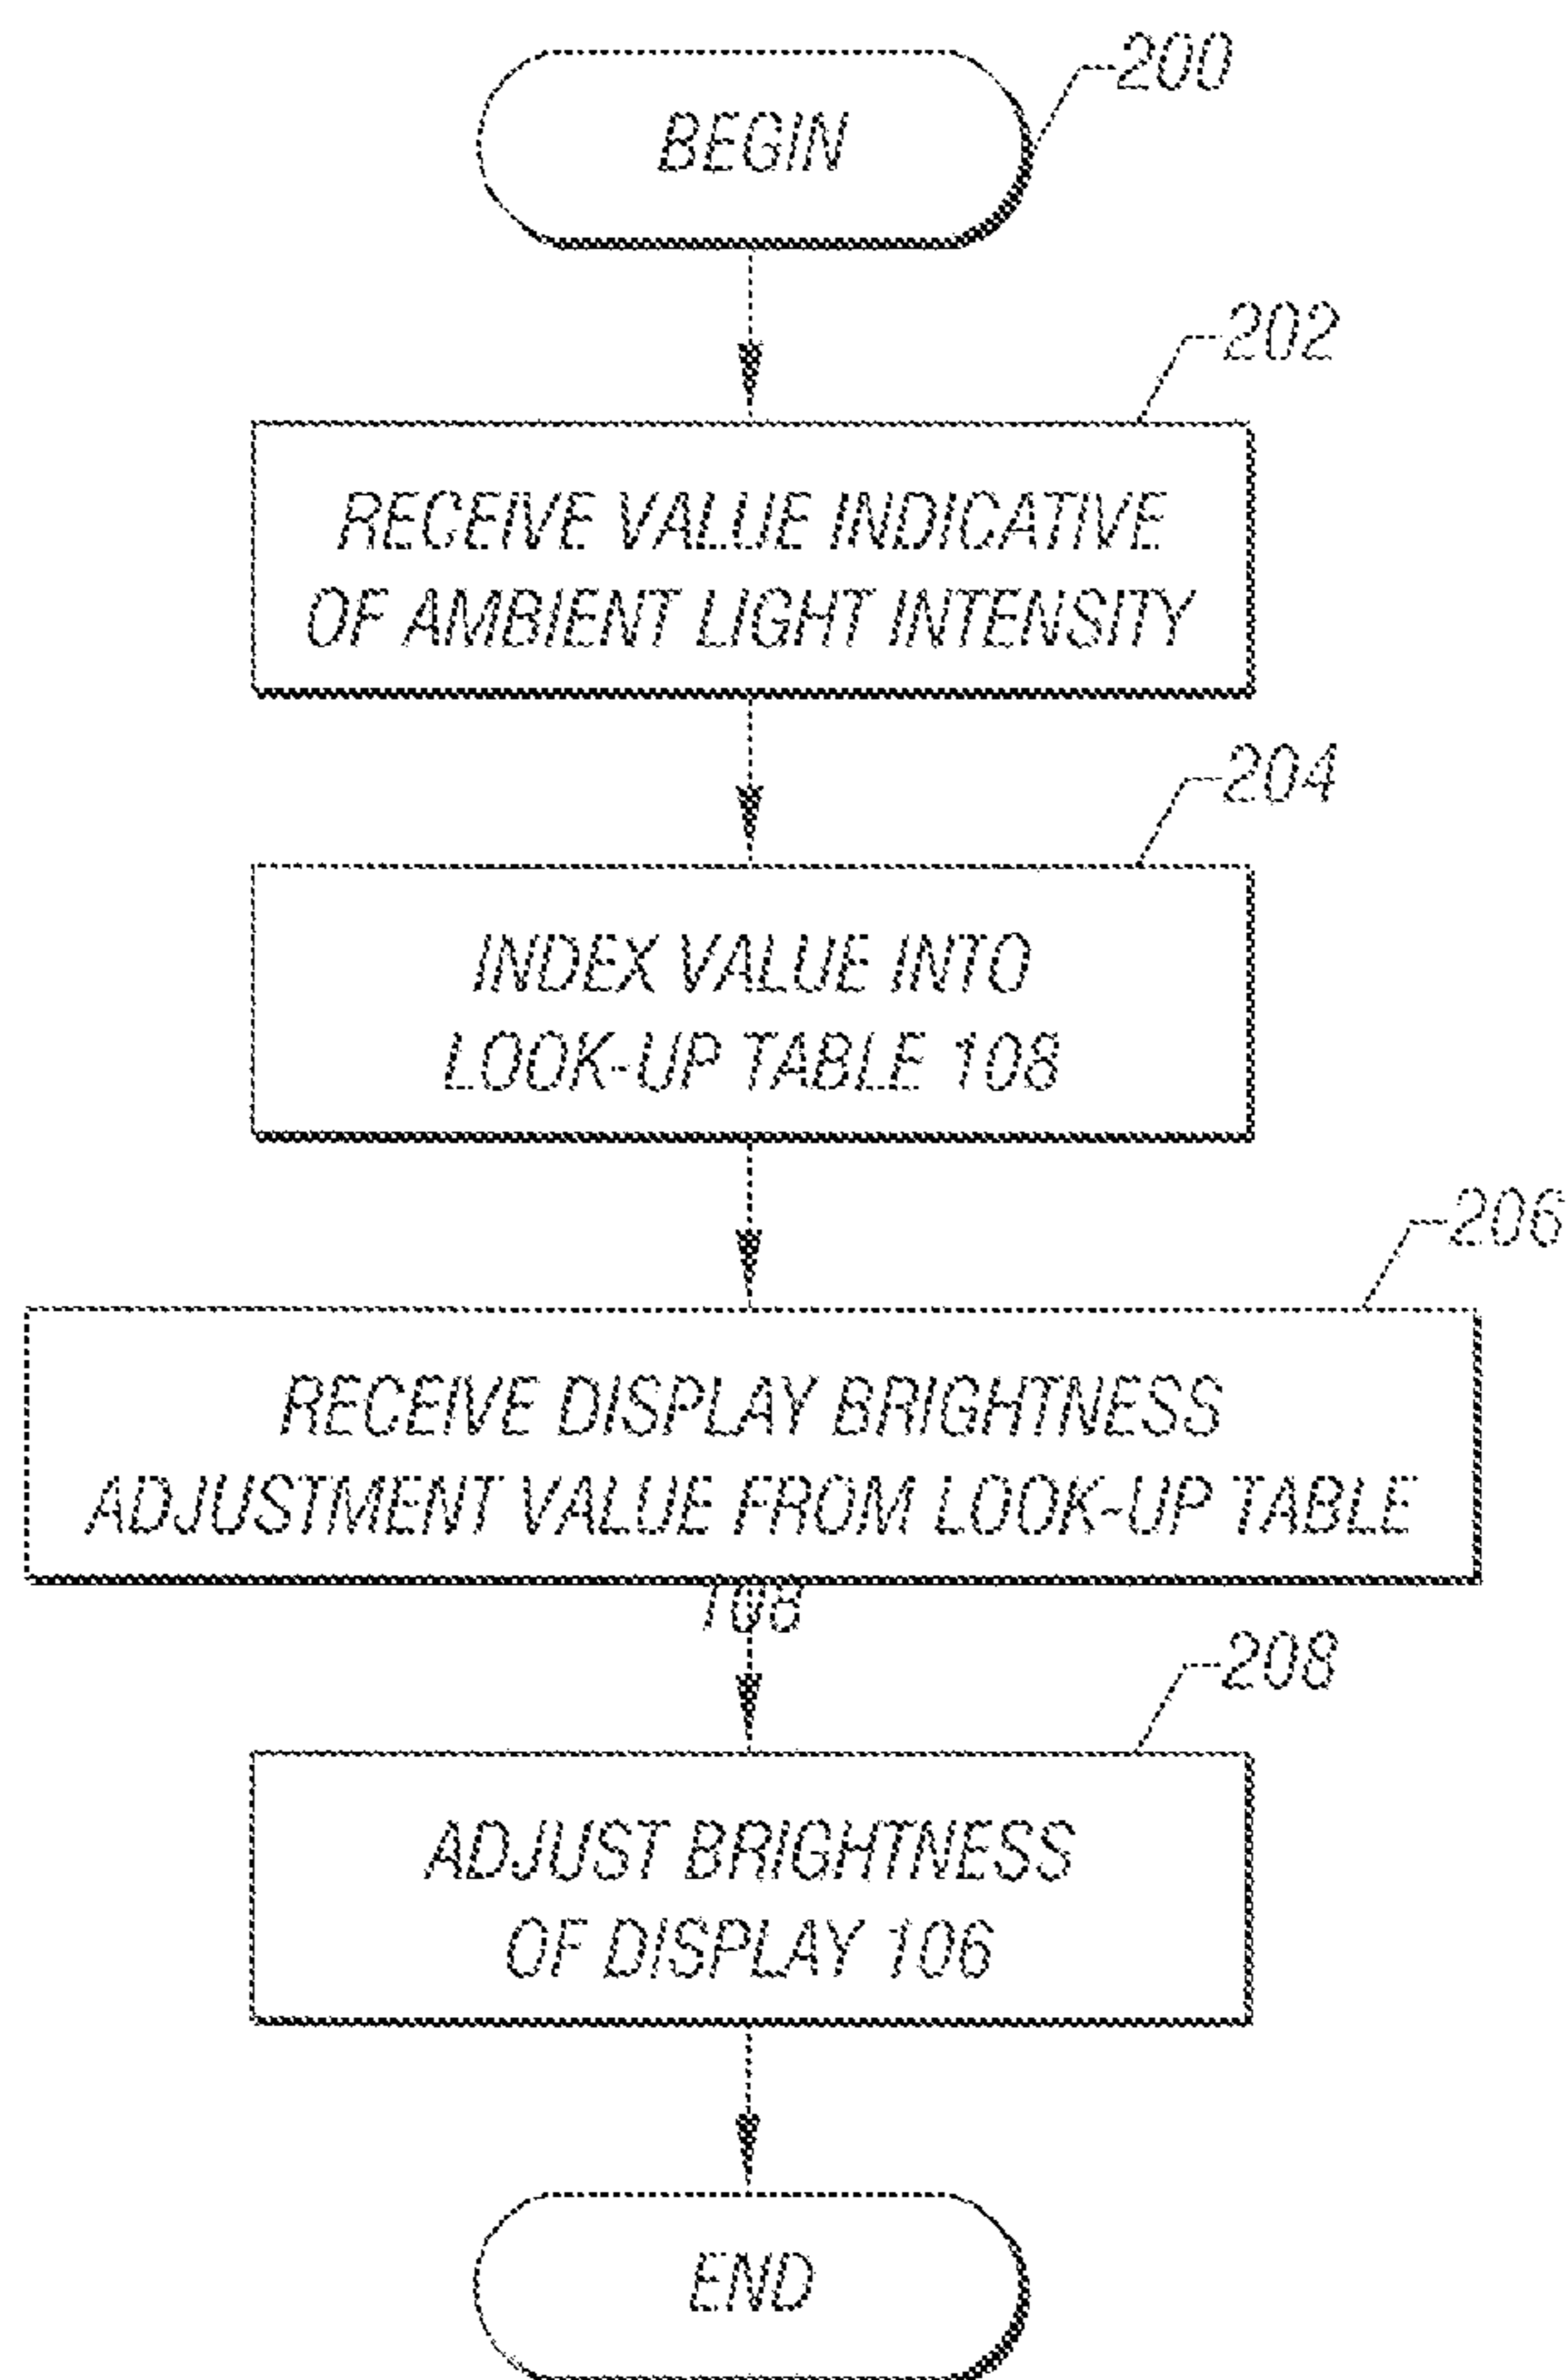 BEGIN
200
202
RECEIVE VALUE INDICATIVE
OF AMBIENT LIGHT INTENSITY
204
INDEX VALUE INTO
LOOK-UP TABLE 108
206
RECEIVE DISPLAY BRIGHTNESS
ADJUSTMENT VALUE FROM LOOK-UP TABLE
108
208
ADJUST BRIGHTNESS
OF DISPLAY 106
END